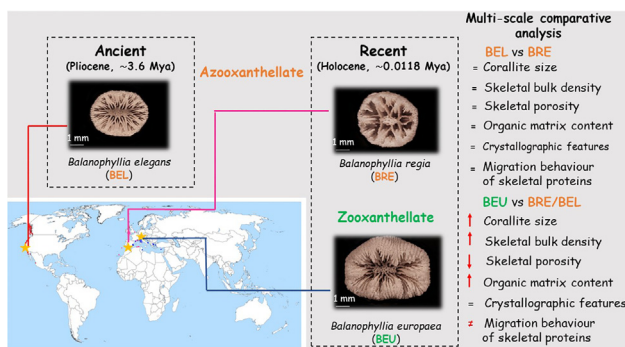 Ancient
(Pliocene, ~3.6 Mya)
1 mm
Balanophyllia elegans
(BEL)
Azooxanthellate
Recent
(Holocene, ~0.0118 Mya)
1 mm
Balanophyllia regia
(BRE)
Zooxanthellate
1 mm
Balanophyllia europaea
(BEU)
Multi-scale comparative
analysis
BEL vs BRE
= Corallite size
= Skeletal bulk density
= Skeletal porosity
= Organic matrix content
= Crystallographic features
= Migration behaviour
of skeletal proteins
BEU vs BRE/BEL
↑ Corallite size
↑ Skeletal bulk density
↓ Skeletal porosity
↑ Organic matrix content
= Crystallographic features
≠ Migration behaviour
of skeletal proteins